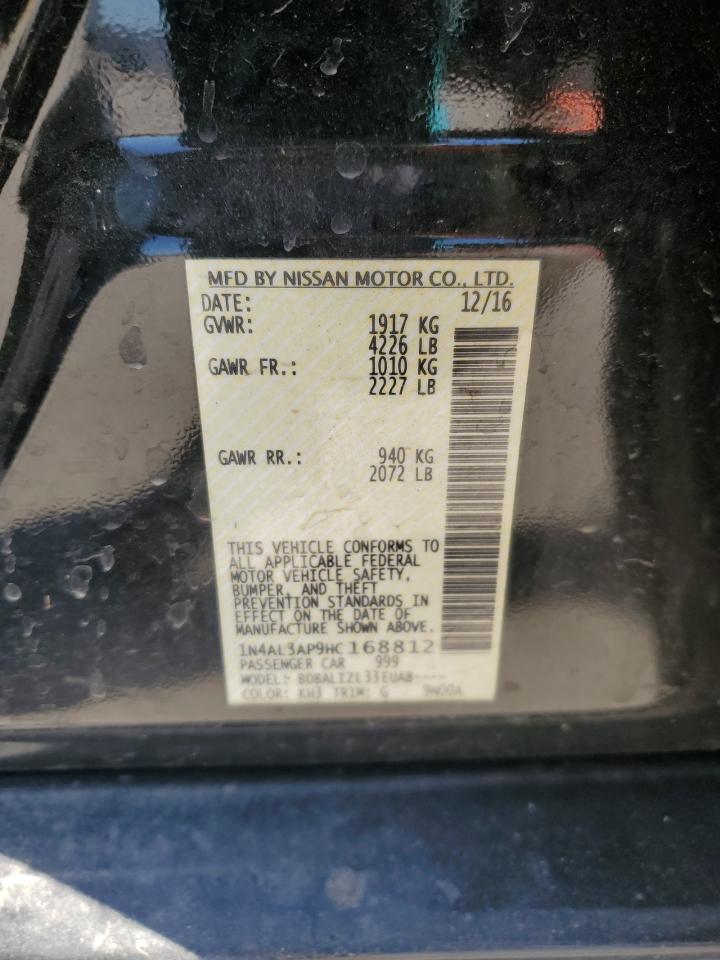 MFD BY NISSAN MOTOR CO., LTD.
DATE: 12/16
GVWR: 1917 KG
4226 LB
GAWR FR.: 1010 KG
2227 LB
GAWR RR.: 940 KG
2072 LB
THIS VEHICLE CONFORMS TO
ALL APPLICABLE FEDERAL
MOTOR VEHICLE SAFETY,
BUMPER, AND THEFT
PREVENTION STANDARDS IN
EFFECT ON THE DATE OF
MANUFACTURE SHOWN ABOVE.
1N4AL3AP9HC168812
PASSENGER CAR 999
MODEL: BDBALIZL33EUAB----
COLOR: KH3 TRIM: G 9N00A